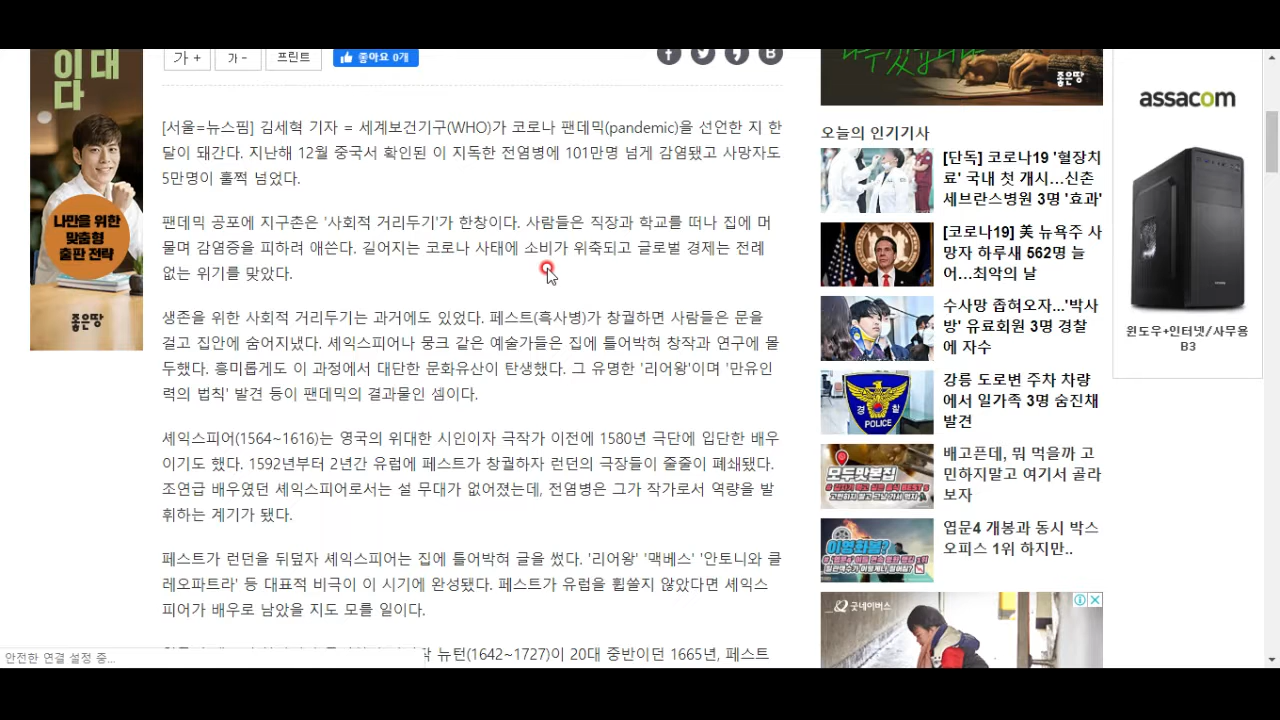 이 대
다
나만을 위한
맞춤형
출판 전략
좋은땅
가 +
가 -
프린트
좋아요 0개
[서울=뉴스핌] 김세혁 기자 = 세계보건기구(WHO)가 코로나 팬데믹(pandemic)을 선언한 지 한
달이 돼간다. 지난해 12월 중국서 확인된 이 지독한 전염병에 101만명 넘게 감염됐고 사망자도
5만명이 훌쩍 넘었다.
팬데믹 공포에 지구촌은 '사회적 거리두기'가 한창이다. 사람들은 직장과 학교를 떠나 집에 머
물며 감염증을 피하려 애쓴다. 길어지는 코로나 사태에 소비가 위축되고 글로벌 경제는 전례
없는 위기를 맞았다.
생존을 위한 사회적 거리두기는 과거에도 있었다. 페스트(흑사병)가 창궐하면 사람들은 문을
걸고 집안에 숨어지냈다. 셰익스피어나 뭉크 같은 예술가들은 집에 틀어박혀 창작과 연구에 몰
두했다. 흥미롭게도 이 과정에서 대단한 문화유산이 탄생했다. 그 유명한 '리어왕'이며 '만유인
력의 법칙' 발견 등이 팬데믹의 결과물인 셈이다.
셰익스피어(1564~1616)는 영국의 위대한 시인이자 극작가 이전에 1580년 극단에 입단한 배우
이기도 했다. 1592년부터 2년간 유럽에 페스트가 창궐하자 런던의 극장들이 줄줄이 폐쇄됐다.
조연급 배우였던 셰익스피어로서는 설 무대가 없어졌는데, 전염병은 그가 작가로서 역량을 발
휘하는 계기가 됐다.
페스트가 런던을 뒤덮자 셰익스피어는 집에 틀어박혀 글을 썼다. '리어왕' '맥베스' '안토니와 클
레오파트라' 등 대표적 비극이 이 시기에 완성됐다. 페스트가 유럽을 휩쓸지 않았다면 셰익스
피어가 배우로 남았을 지도 모를 일이다.
뉴턴(1642~1727)이 20대 중반이던 1665년, 페스트
안전한 연결 설정 중...
좋은땅
오늘의 인기기사
[단독] 코로나19 '혈장치
료' 국내 첫 개시…신촌
세브란스병원 3명 '효과'
[코로나19] 美 뉴욕주 사
망자 하루새 562명 늘
어…최악의 날
수사망 좁혀오자…'박사
방' 유료회원 3명 경찰
에 자수
경 찰
POLICE
강릉 도로변 주차 차량
에서 일가족 3명 숨진채
발견
모두맛본집
배고픈데, 뭐 먹을까 고
민하지말고 여기서 골라
보자
이영화봄?
엽문4 개봉과 동시 박스
오피스 1위 하지만..
굿네이버스
assacom
윈도우+인터넷/사무용
B3